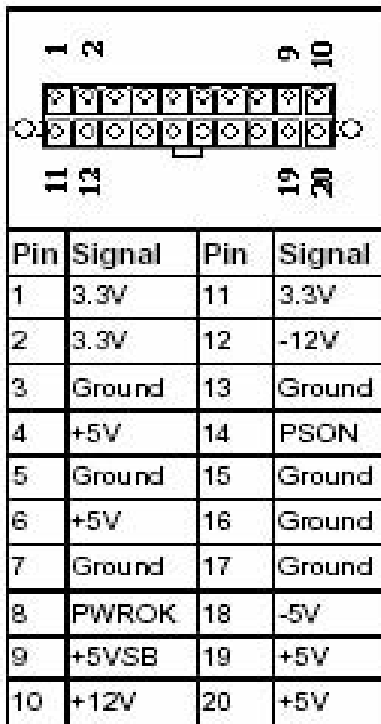 1 2 9 10
11 12 19 20
Pin Signal Pin Signal
1 3.3V 11 3.3V
2 3.3V 12 -12V
3 Ground 13 Ground
4 +5V 14 PSON
5 Ground 15 Ground
6 +5V 16 Ground
7 Ground 17 Ground
8 PWROK 18 -5V
9 +5VSB 19 +5V
10 +12V 20 +5V